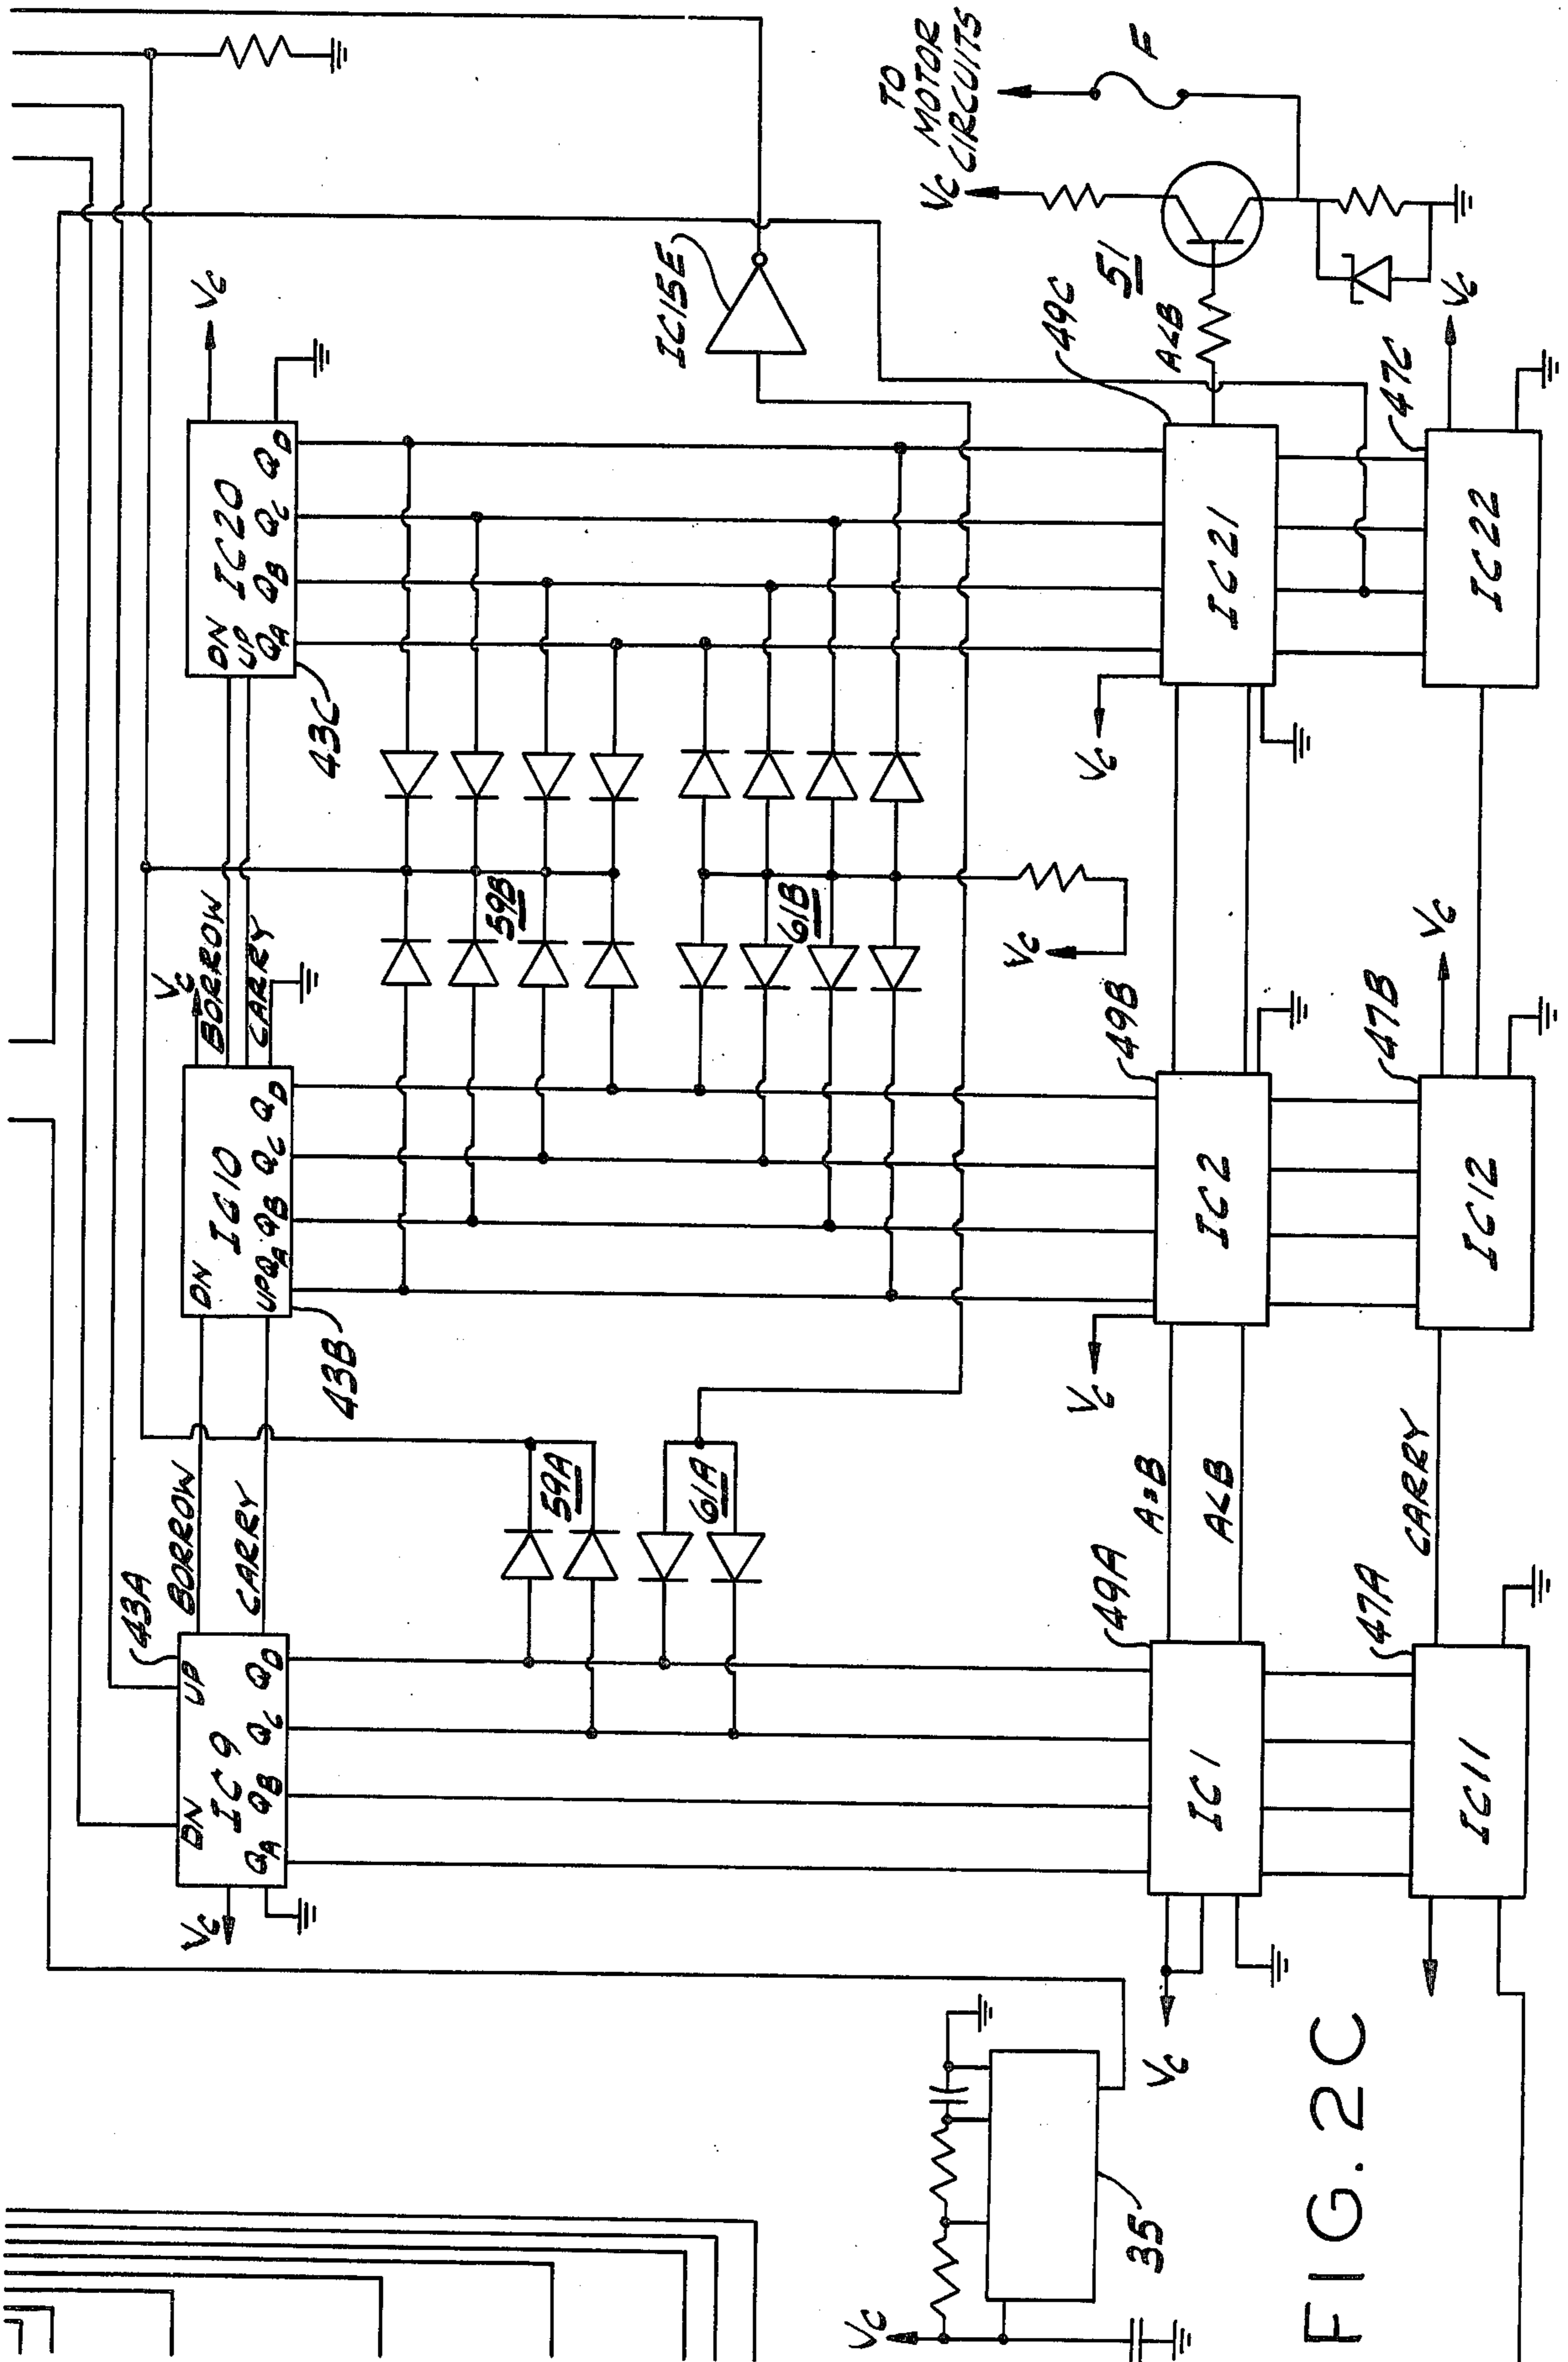 TO
MOTOR
CIRCUITS
F
VC
51
A<B
49C
47C
VC
VC
IC15E
IC20
DN
UP
QA QB QC QD
43C
IC21
IC22
VC
BORROW
CARRY
VC
59B
61B
VC
IC10
DN
UP QA QB QC QD
43B
49B
IC2
47B
VC
IC12
VC
BORROW
CARRY
59A
61A
A=B
A<B
CARRY
43A
DN UP
IC9
QA QB QC QD
VC
49A
IC1
47A
IC11
VC
35
VC
FIG. 2C